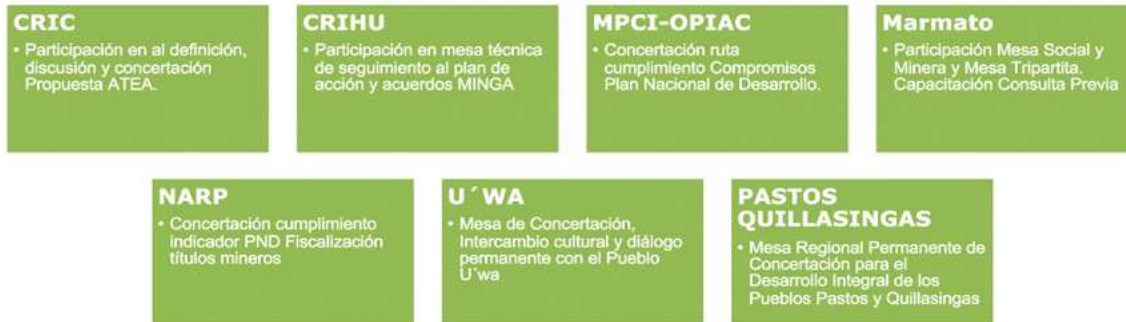 CRIC
• Participación en al definición,
discusión y concertación
Propuesta ATEA.
CRIHU
• Participación en mesa técnica
de seguimiento al plan de
acción y acuerdos MINGA
MPCI-OPIAC
• Concertación ruta
cumplimiento Compromisos
Plan Nacional de Desarrollo.
Marmato
• Participación Mesa Social y
Minera y Mesa Tripartita.
Capacitación Consulta Previa
NARP
• Concertación cumplimiento
indicador PND Fiscalización
títulos mineros
U´WA
• Mesa de Concertación,
Intercambio cultural y diálogo
permanente con el Pueblo
U`wa
PASTOS
QUILLASINGAS
• Mesa Regional Permanente de
Concertación para el
Desarrollo Integral de los
Pueblos Pastos y Quillasingas